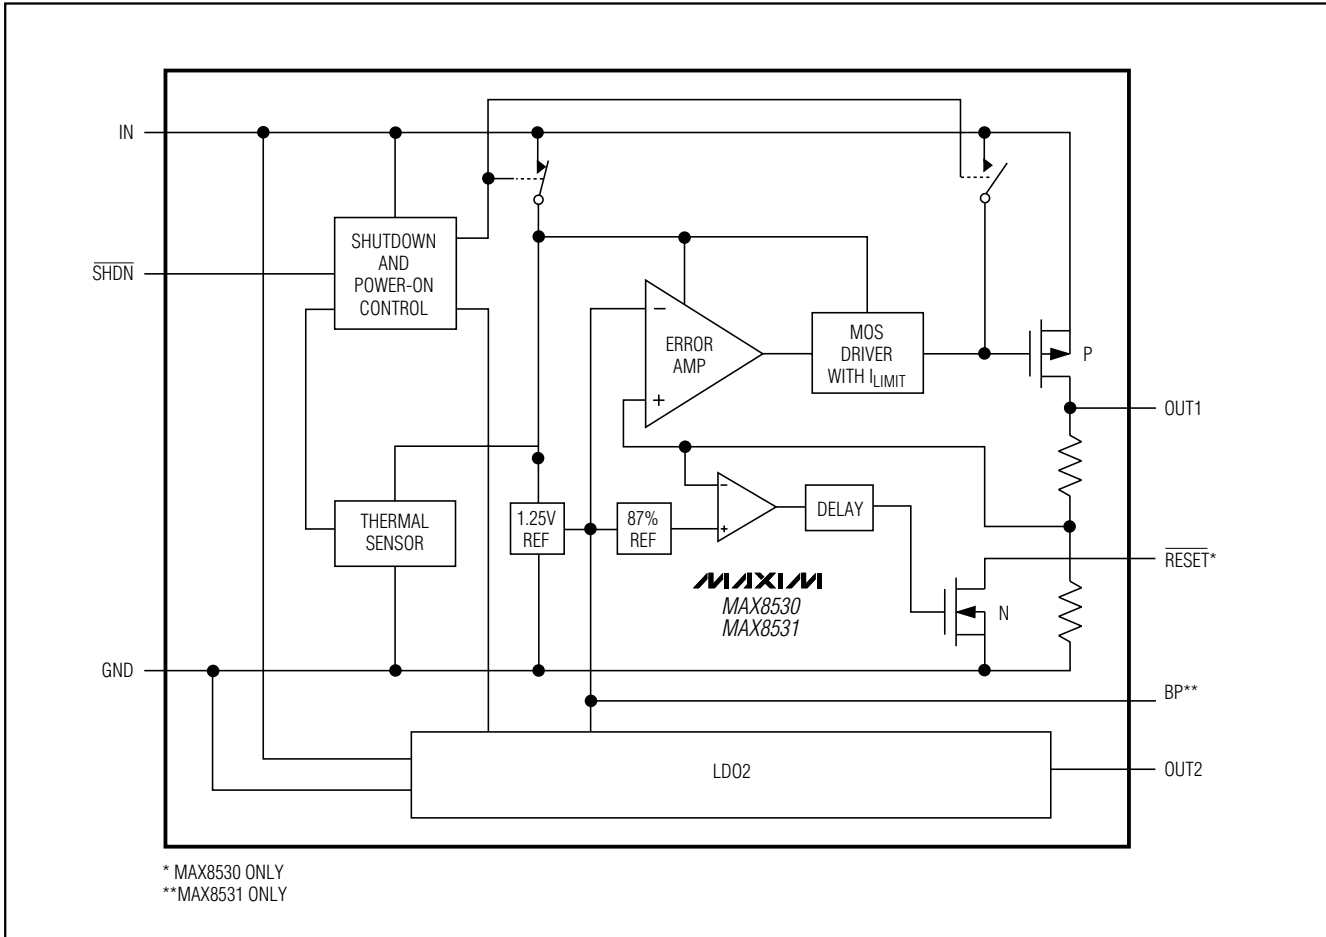 IN
SHUTDOWN
AND
POWER-ON
CONTROL
SHDN
−
ERROR
AMP
+
MOS
DRIVER
WITH ILIMIT
P
OUT1
THERMAL
SENSOR
1.25V
REF
87%
REF
−
+
DELAY
RESET*
MAXIM
MAX8530
MAX8531
N
GND
BP**
LDO2
OUT2
* MAX8530 ONLY
**MAX8531 ONLY